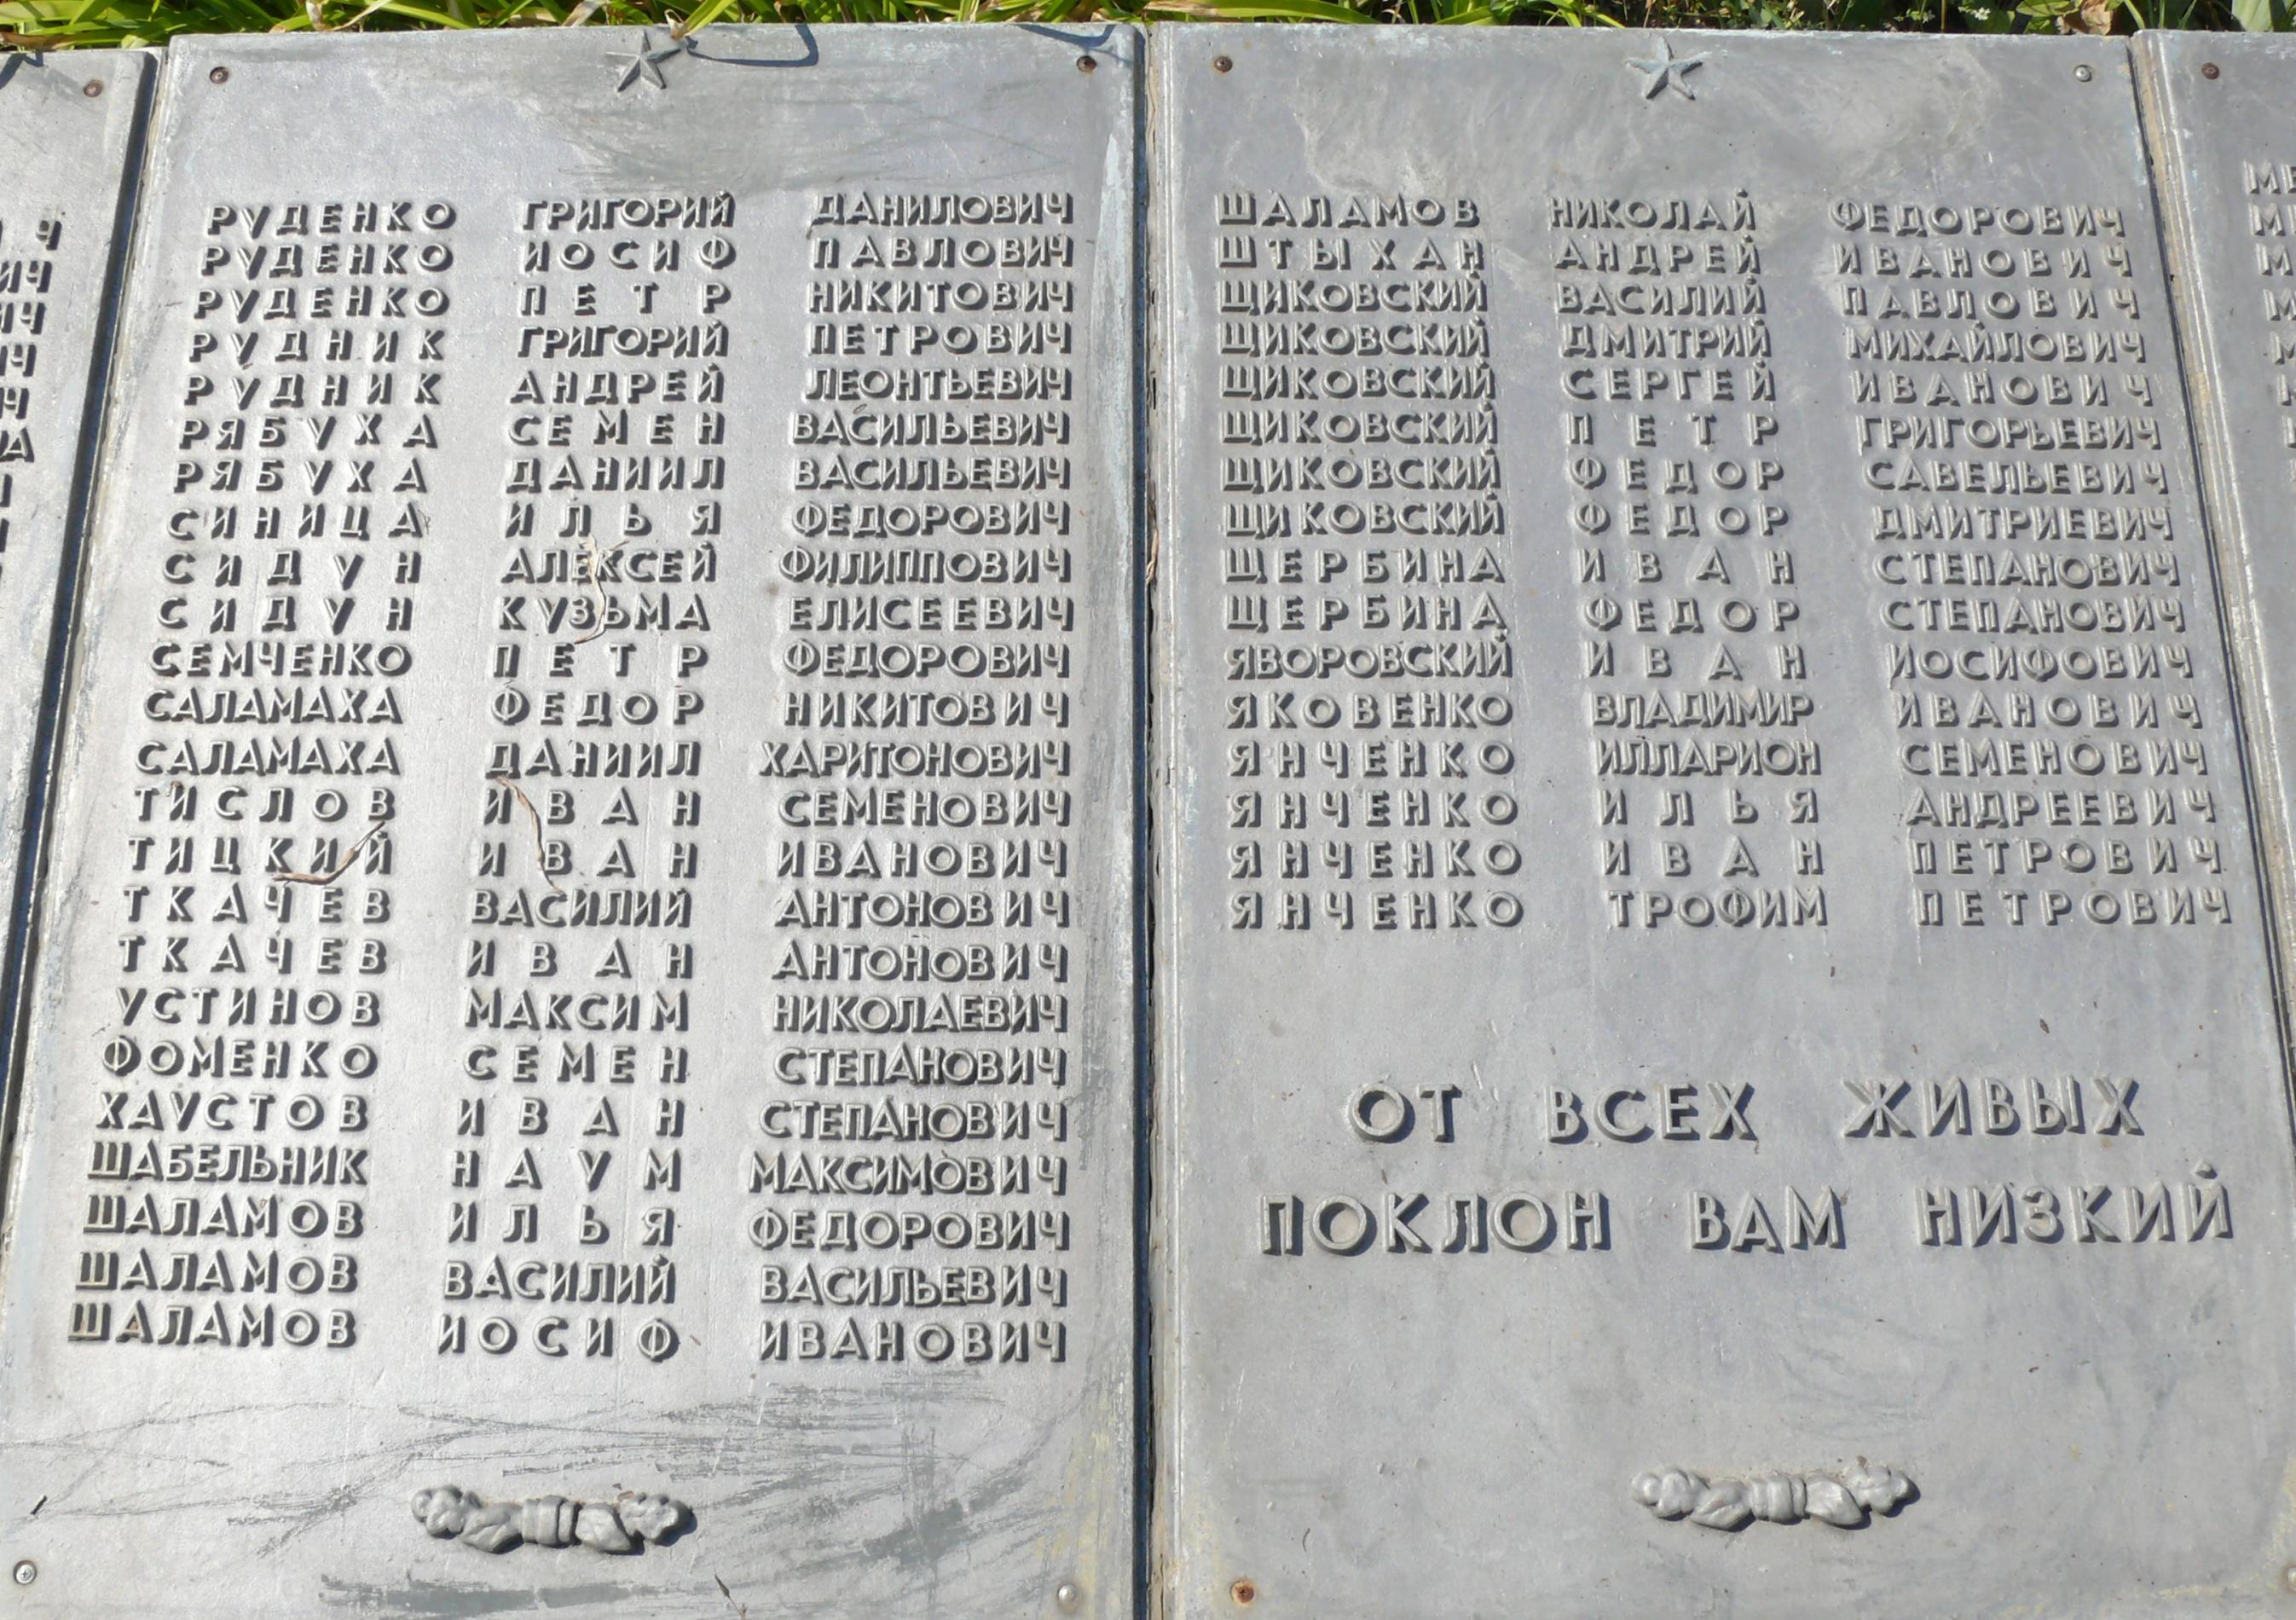 РУДЕНКО ГРИГОРИЙ ДАНИЛОВИЧ
РУДЕНКО ИОСИФ ПАВЛОВИЧ
РУДЕНКО ПЕТР НИКИТОВИЧ
РУДНИК ГРИГОРИЙ ПЕТРОВИЧ
РУДНИК АНДРЕЙ ЛЕОНТЬЕВИЧ
РЯБУХА СЕМЕН ВАСИЛЬЕВИЧ
РЯБУХА ДАНИИЛ ВАСИЛЬЕВИЧ
СИНИЦА ИЛЬЯ ФЕДОРОВИЧ
СИДУН АЛЕКСЕЙ ФИЛИППОВИЧ
СИДУН КУЗЬМА ЕЛИСЕЕВИЧ
СЕМЧЕНКО ПЕТР ФЕДОРОВИЧ
САЛАМАХА ФЕДОР НИКИТОВИЧ
САЛАМАХА ДАНИИЛ ХАРИТОНОВИЧ
ТИСЛОВ ИВАН СЕМЕНОВИЧ
ТИЦКИЙ ИВАН ИВАНОВИЧ
ТКАЧЕВ ВАСИЛИЙ АНТОНОВИЧ
ТКАЧЕВ ИВАН АНТОНОВИЧ
УСТИНОВ МАКСИМ НИКОЛАЕВИЧ
ФОМЕНКО СЕМЕН СТЕПАНОВИЧ
ХАУСТОВ ИВАН СТЕПАНОВИЧ
ШАБЕЛЬНИК НАУМ МАКСИМОВИЧ
ШАЛАМОВ ИЛЬЯ ФЕДОРОВИЧ
ШАЛАМОВ ВАСИЛИЙ ВАСИЛЬЕВИЧ
ШАЛАМОВ ИОСИФ ИВАНОВИЧ
ШАЛАМОВ НИКОЛАЙ ФЕДОРОВИЧ
ШТЫХАН АНДРЕЙ ИВАНОВИЧ
ЩИКОВСКИЙ ВАСИЛИЙ ПАВЛОВИЧ
ЩИКОВСКИЙ ДМИТРИЙ МИХАЙЛОВИЧ
ЩИКОВСКИЙ СЕРГЕЙ ИВАНОВИЧ
ЩИКОВСКИЙ ПЕТР ГРИГОРЬЕВИЧ
ЩИКОВСКИЙ ФЕДОР САВЕЛЬЕВИЧ
ЩИКОВСКИЙ ФЕДОР ДМИТРИЕВИЧ
ЩЕРБИНА ИВАН СТЕПАНОВИЧ
ЩЕРБИНА ФЕДОР СТЕПАНОВИЧ
ЯВОРОВСКИЙ ИВАН ИОСИФОВИЧ
ЯКОВЕНКО ВЛАДИМИР ИВАНОВИЧ
ЯНЧЕНКО ИЛЛАРИОН СЕМЕНОВИЧ
ЯНЧЕНКО ИЛЬЯ АНДРЕЕВИЧ
ЯНЧЕНКО ИВАН ПЕТРОВИЧ
ЯНЧЕНКО ТРОФИМ ПЕТРОВИЧ
ОТ ВСЕХ ЖИВЫХ
ПОКЛОН ВАМ НИЗКИЙ